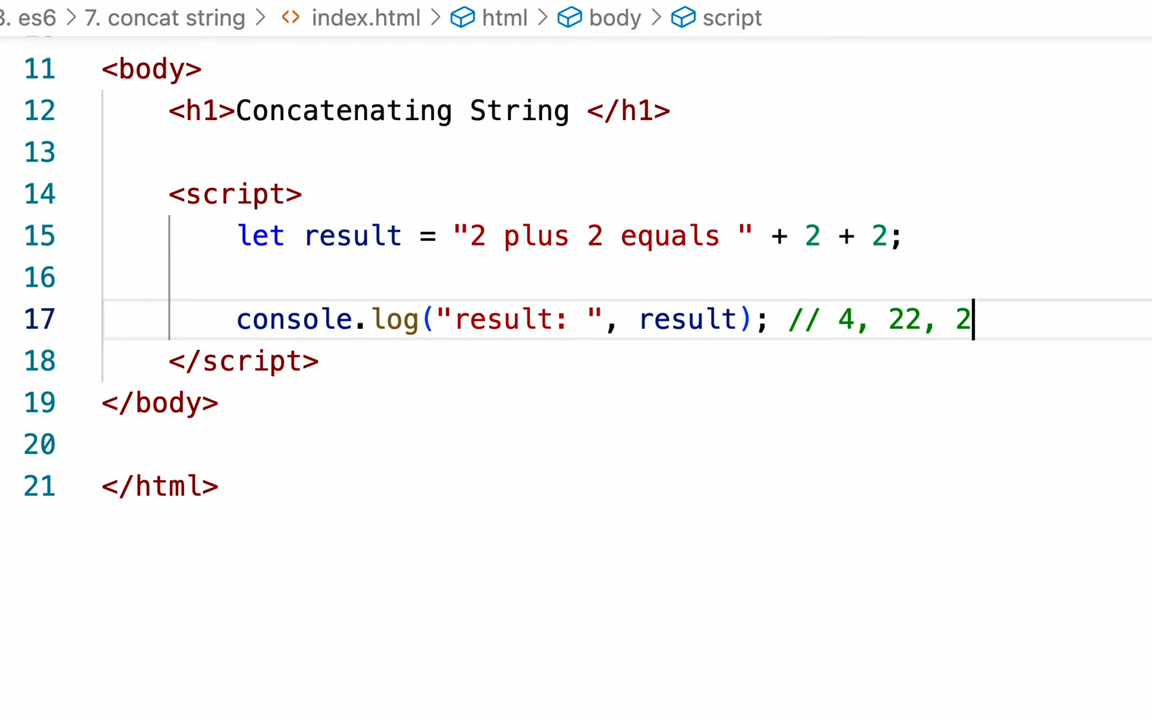 3. es6 > 7. concat string > <> index.html > html > body > script
11 <body>
12 <h1>Concatenating String </h1>
13
14 <script>
15 let result = "2 plus 2 equals " + 2 + 2;
16
17 console.log("result: ", result); // 4, 22, 2
18 </script>
19 </body>
20
21 </html>